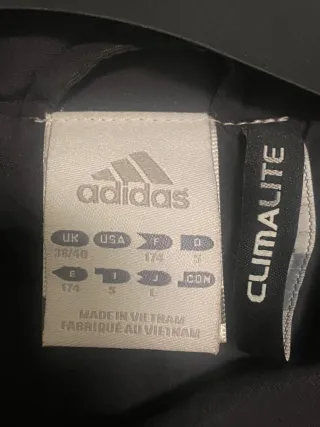 adidas
UK USA F D
38/40 174 S
G I J .COM
174 S L
MADE IN VIETNAM
FABRIQUÉ AU VIETNAM
CLIMALITE